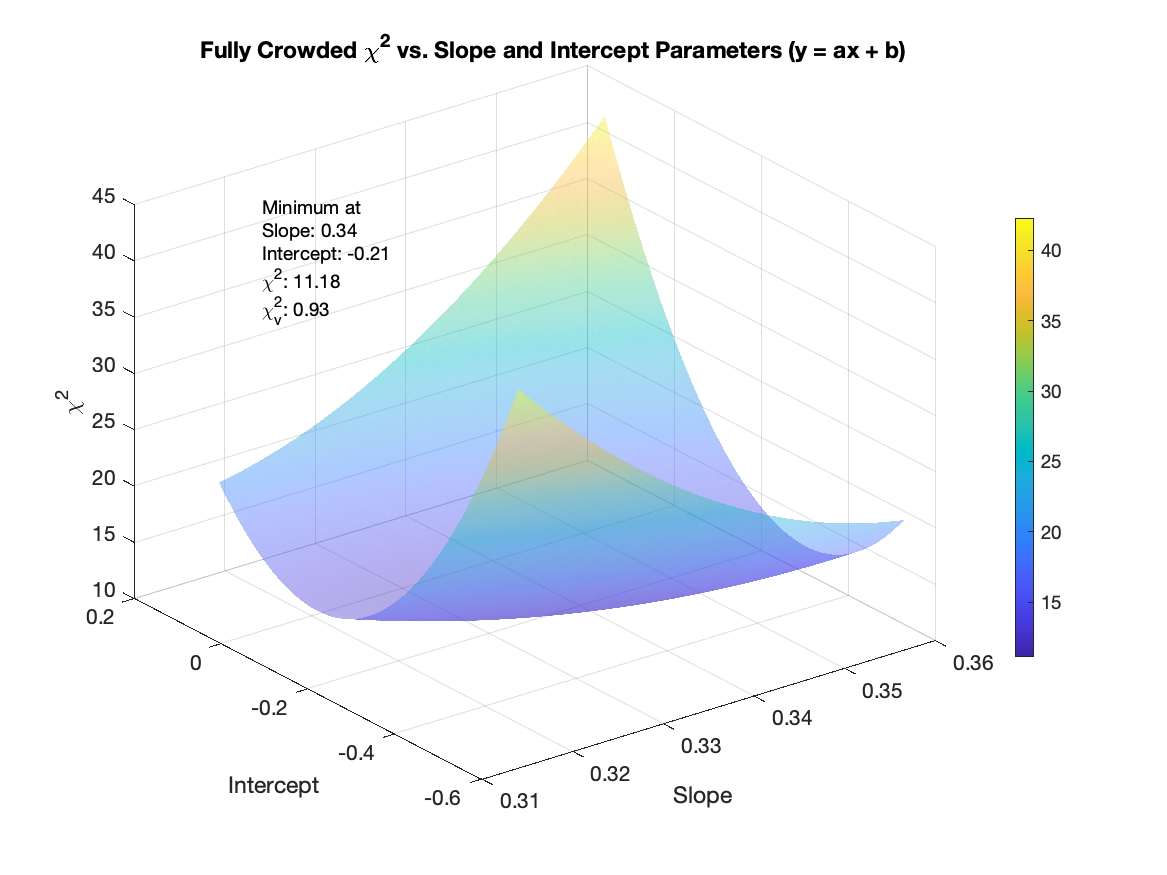 Fully Crowded χ² vs. Slope and Intercept Parameters (y = ax + b)
Minimum at
Slope: 0.34
Intercept: -0.21
χ²: 11.18
χ²ᵥ: 0.93
45
40
35
30
25
20
15
10
χ²
0.2
0
-0.2
-0.4
-0.6
Intercept
0.31
0.32
0.33
0.34
0.35
0.36
Slope
40
35
30
25
20
15